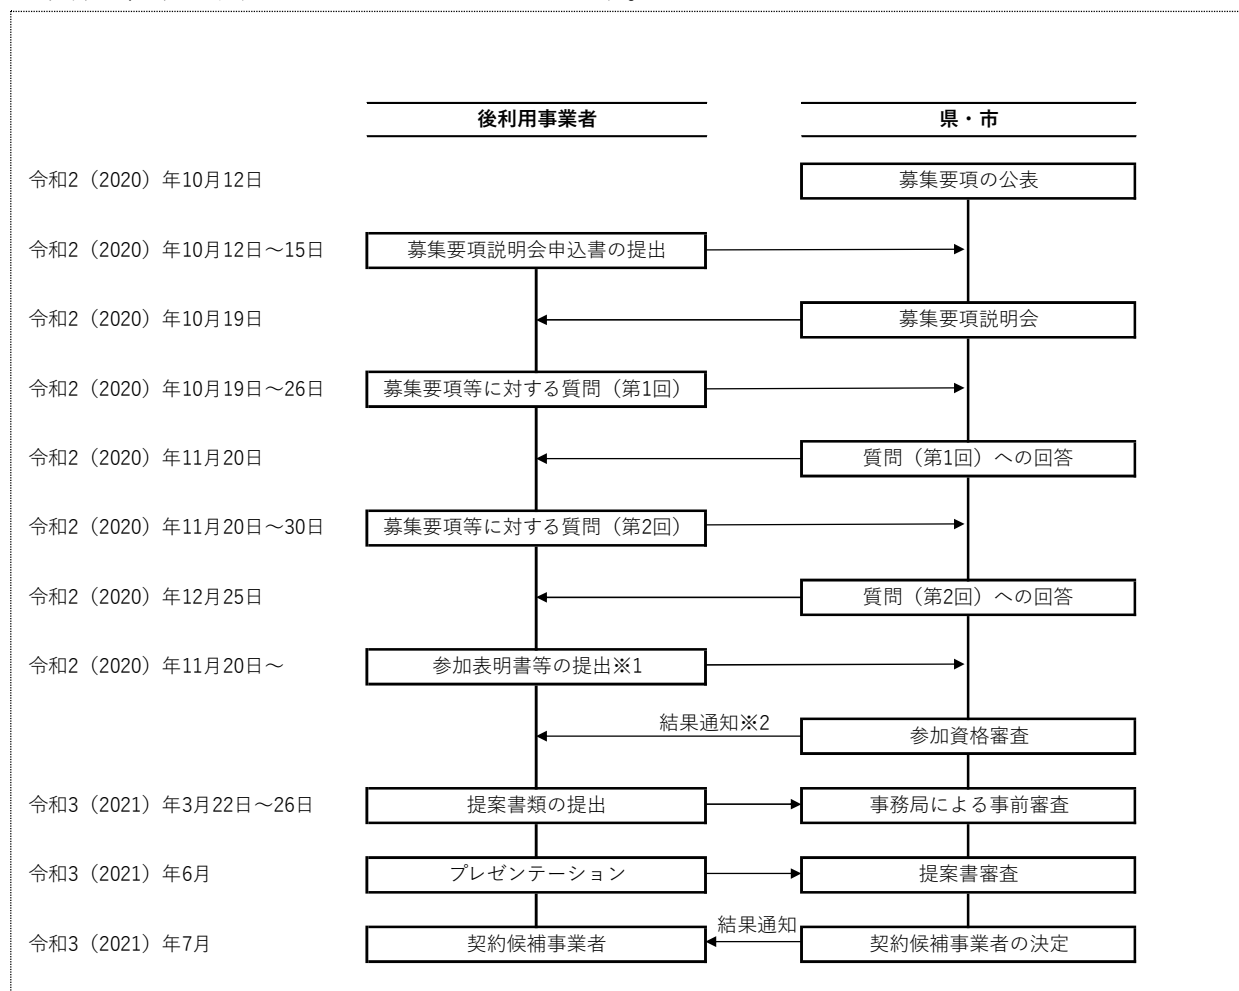 後利用事業者 県・市
令和2（2020）年10月12日 募集要項の公表
令和2（2020）年10月12日～15日 募集要項説明会申込書の提出
令和2（2020）年10月19日 募集要項説明会
令和2（2020）年10月19日～26日 募集要項等に対する質問（第1回）
令和2（2020）年11月20日 質問（第1回）への回答
令和2（2020）年11月20日～30日 募集要項等に対する質問（第2回）
令和2（2020）年12月25日 質問（第2回）への回答
令和2（2020）年11月20日～ 参加表明書等の提出※1
結果通知※2 参加資格審査
令和3（2021）年3月22日～26日 提案書類の提出 事務局による事前審査
令和3（2021）年6月 プレゼンテーション 提案書審査
令和3（2021）年7月 契約候補事業者 結果通知 契約候補事業者の決定